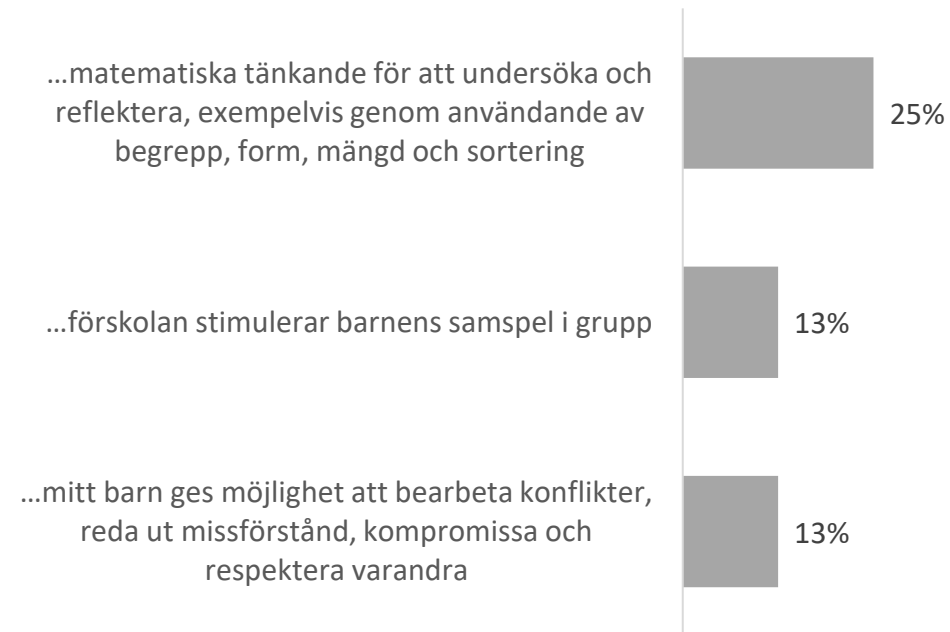 ...matematiska tänkande för att undersöka och
reflektera, exempelvis genom användande av
begrepp, form, mängd och sortering
25%
...förskolan stimulerar barnens samspel i grupp
13%
...mitt barn ges möjlighet att bearbeta konflikter,
reda ut missförstånd, kompromissa och
respektera varandra
13%